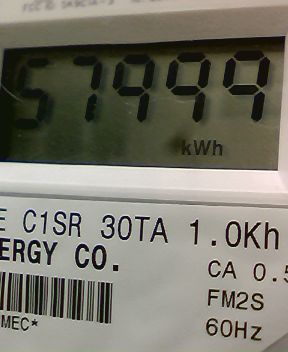 57999
kWh
E C1SR 30TA 1.0Kh
ERGY CO.
CA 0.5
FM2S
MEC*
60Hz